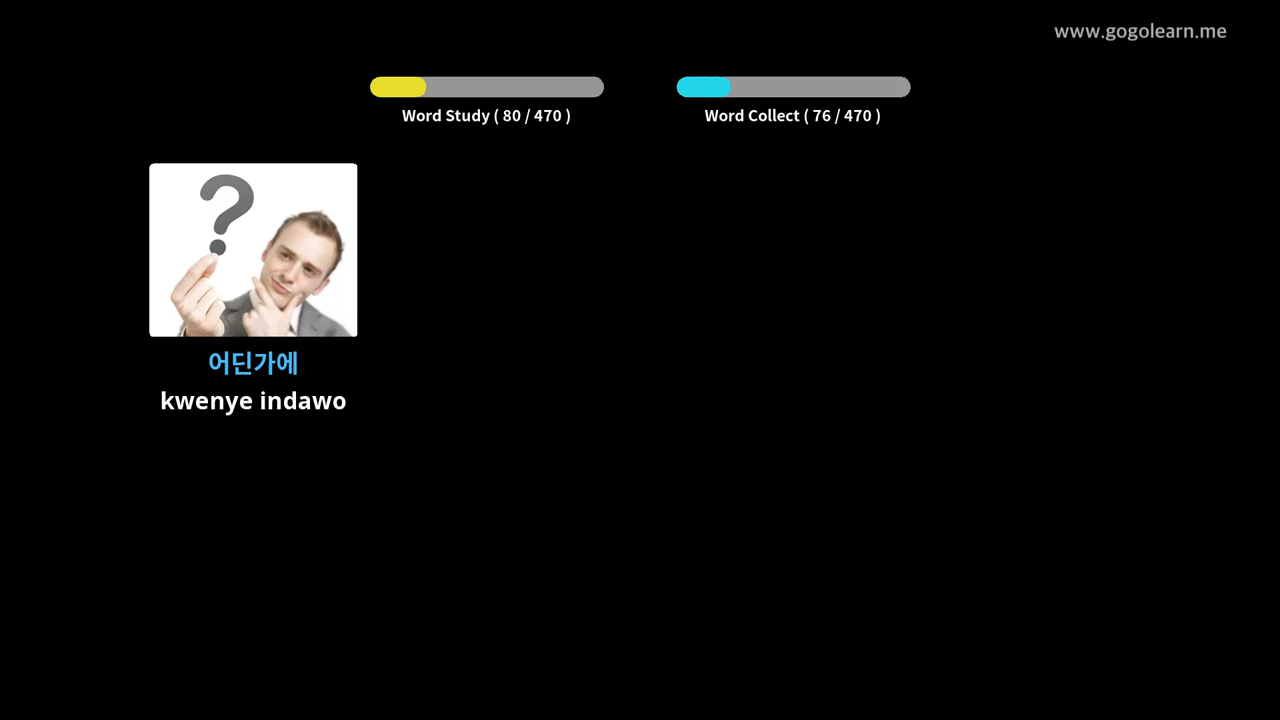 www.gogolearn.me
Word Study ( 80 / 470 )
Word Collect ( 76 / 470 )
?
어딘가에
kwenye indawo